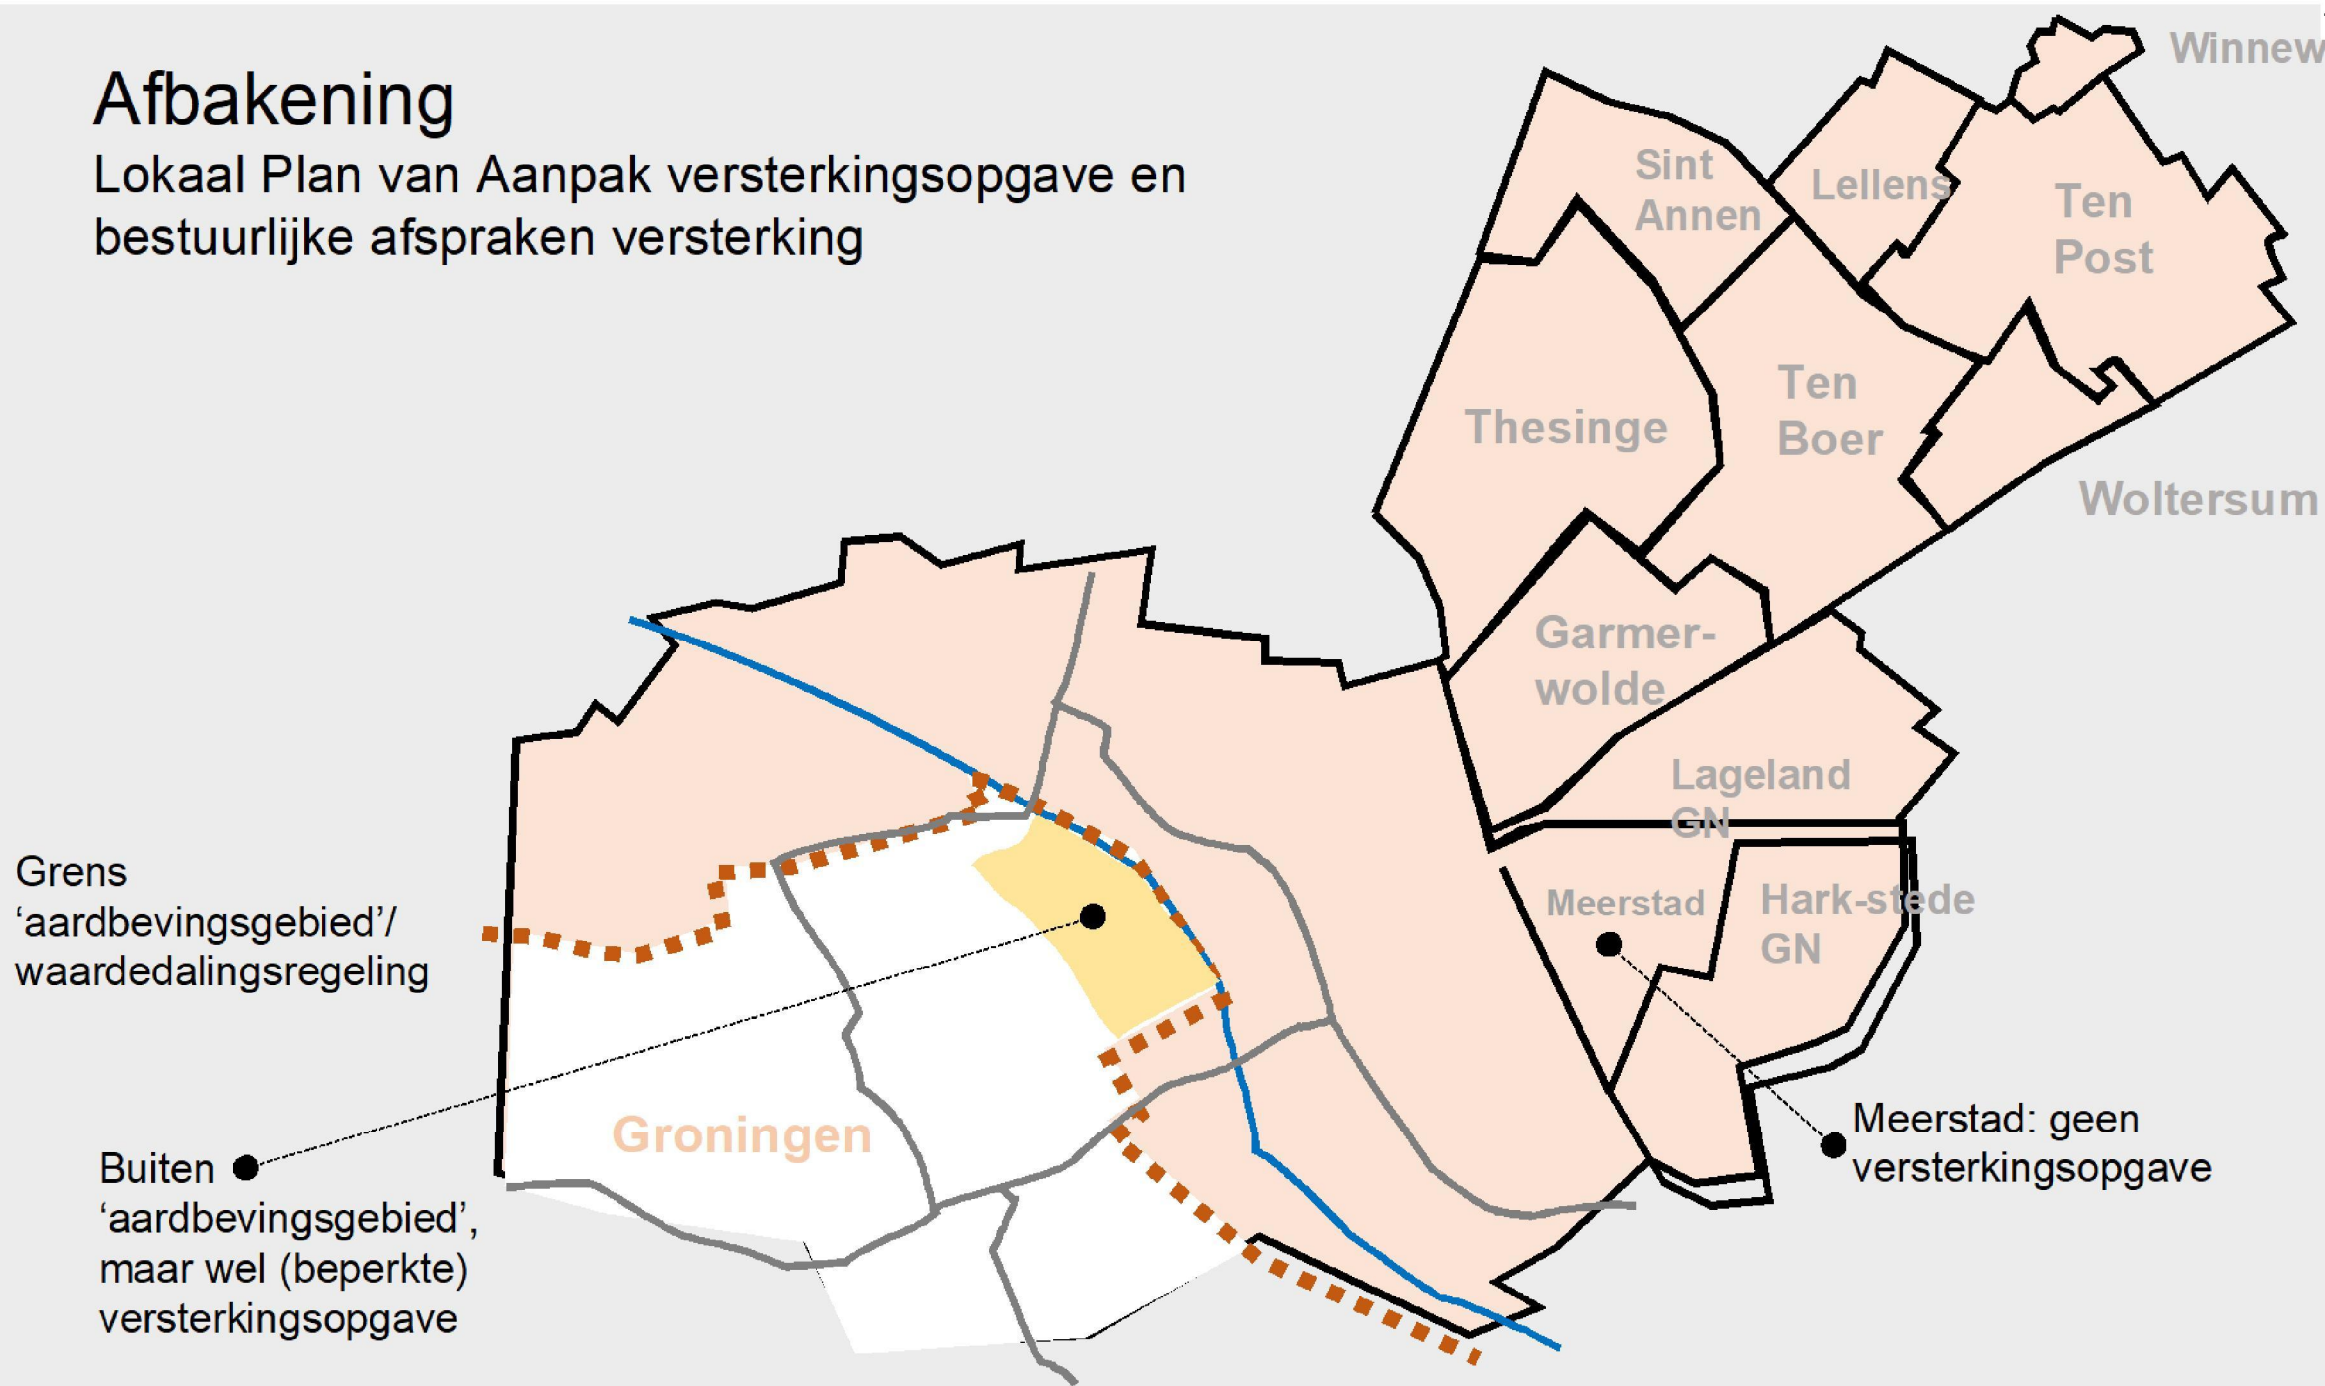 Afbakening
Lokaal Plan van Aanpak versterkingsopgave en
bestuurlijke afspraken versterking
Winnew
Sint
Annen
Lellens
Ten
Post
Thesinge
Ten
Boer
Woltersum
Garmer-
wolde
Lageland
GN
Meerstad
Hark-stede
GN
Grens
‘aardbevingsgebied’/
waardedalingsregeling
Groningen
Buiten
‘aardbevingsgebied’,
maar wel (beperkte)
versterkingsopgave
Meerstad: geen
versterkingsopgave